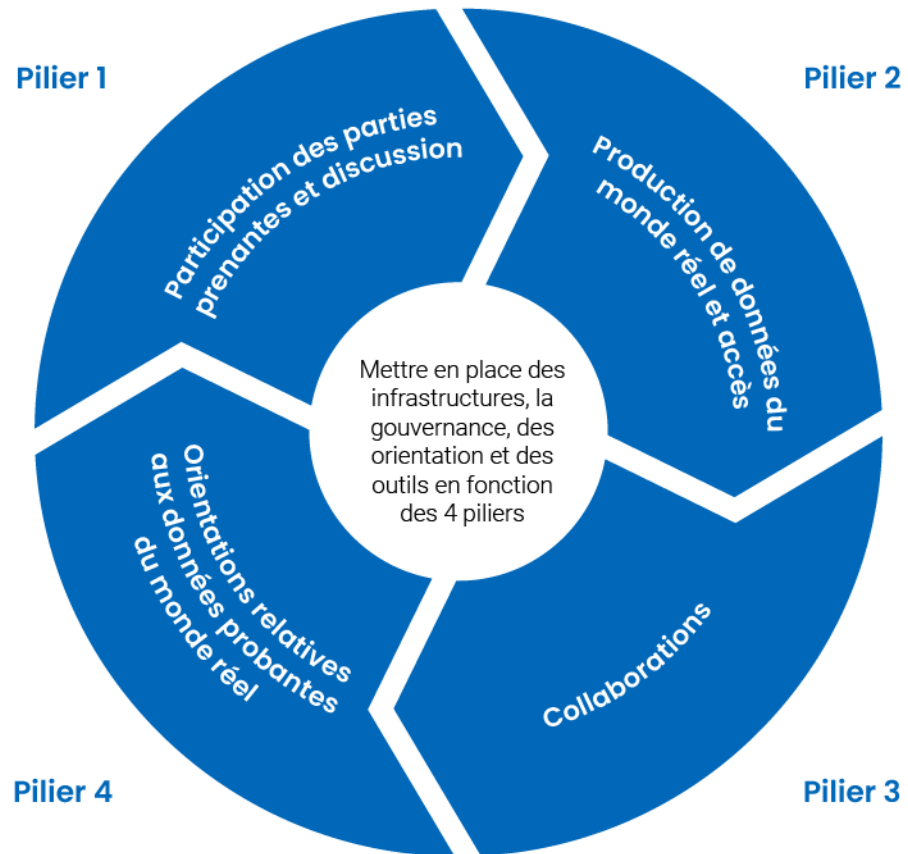 Pilier 1
Participation des parties
prenantes et discussion
Pilier 2
Production de données du
monde réel et accès
Mettre en place des
infrastructures, la
gouvernance, des
orientation et des
outils en fonction
des 4 piliers
Pilier 3
Collaborations
Pilier 4
Orientations relatives
aux données probantes
du monde réel